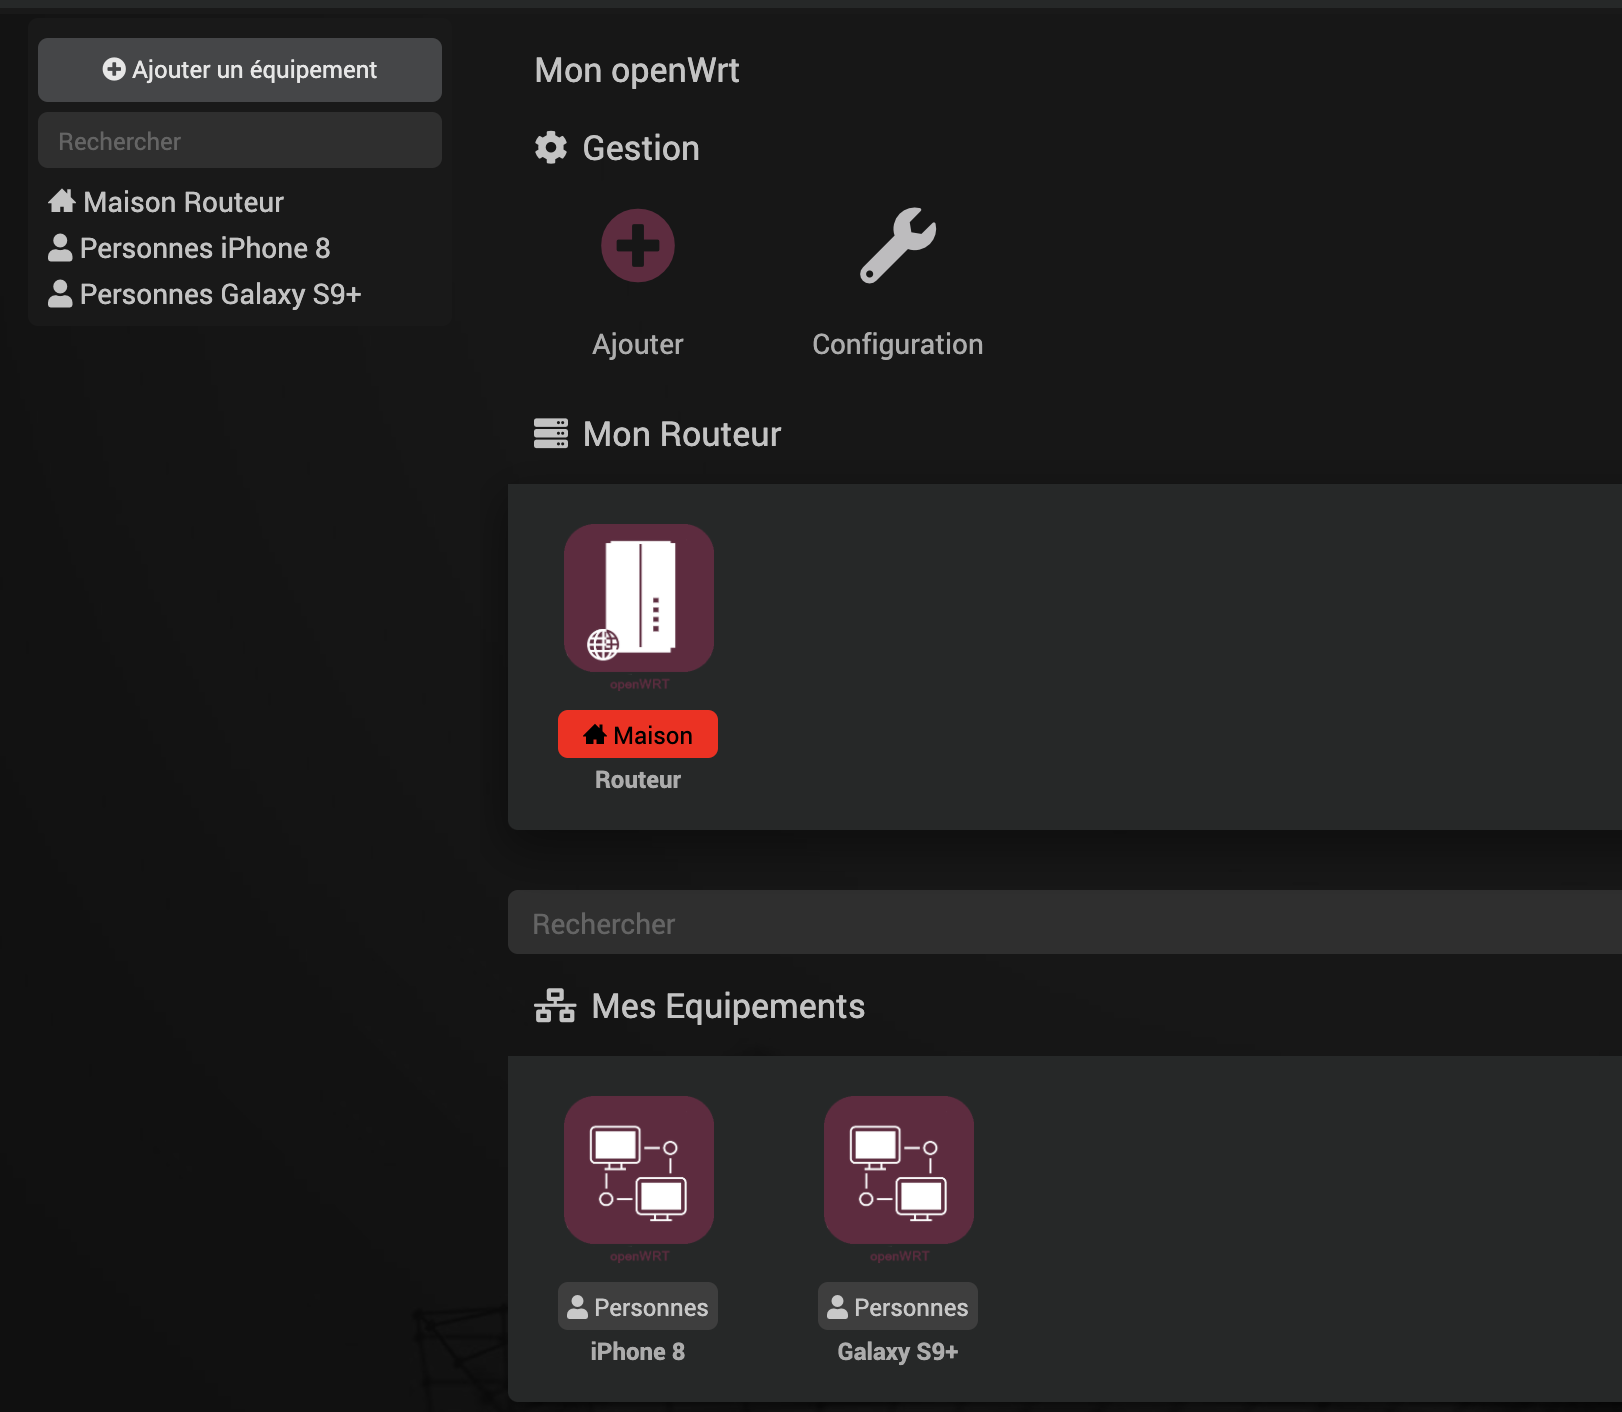 Ajouter un équipement
Rechercher
Maison Routeur
Personnes iPhone 8
Personnes Galaxy S9+
Mon openWrt
Gestion
Ajouter
Configuration
Mon Routeur
openWRT
Maison
Routeur
Rechercher
Mes Equipements
openWRT
Personnes
iPhone 8
openWRT
Personnes
Galaxy S9+